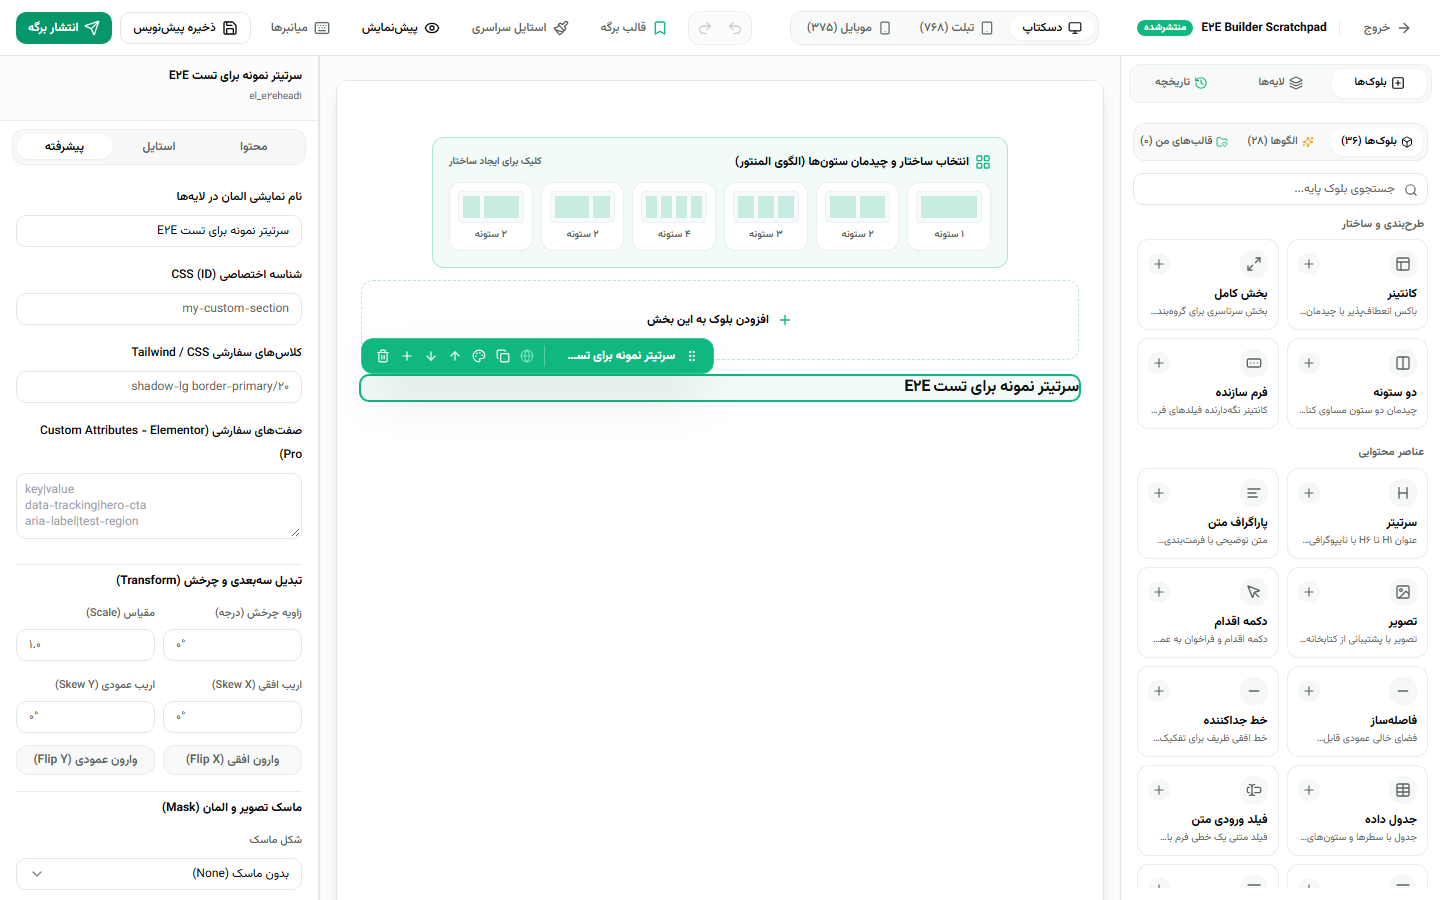 خروج
E2E Builder Scratchpad
منتشرشده
دسکتاپ
تبلت (۷۶۸)
موبایل (۳۷۵)
قالب برگه
استایل سراسری
پیش‌نمایش
میانبرها
ذخیره پیش‌نویس
انتشار برگه
بلوک‌ها
لایه‌ها
تاریخچه
بلوک‌ها (۳۶)
الگوها (۲۸)
قالب‌های من (۰)
جستجوی بلوک پایه...
طرح‌بندی و ساختار
کانتینر
باکس انعطاف‌پذیر با چیدمان...
بخش کامل
بخش سرتاسری برای گروه‌بند...
دو ستونه
چیدمان دو ستون مساوی کنا...
فرم سازنده
کانتینر نگه‌دارنده فیلدهای فر...
عناصر محتوایی
سرتیتر
عنوان H۱ تا H۶ با تایپوگرافی...
پاراگراف متن
متن توضیحی با فرمت‌بندی...
تصویر
تصویر با پشتیبانی از کتابخانه...
دکمه اقدام
دکمه اقدام و فراخوان به عمـ...
فاصله‌ساز
فضای خالی عمودی قابل...
خط جداکننده
خط افقی ظریف برای تفکیک...
جدول داده
جدول با سطرها و ستون‌های...
فیلد ورودی متن
فیلد متنی یک خطی فرم با...
انتخاب ساختار و چیدمان ستون‌ها (الگوی المنتور)
کلیک برای ایجاد ساختار
۱ ستونه
۲ ستونه
۳ ستونه
۴ ستونه
۲ ستونه
۲ ستونه
افزودن بلوک به این بخش
سرتیتر نمونه برای تسـ...
سرتیتر نمونه برای تست E۲E
سرتیتر نمونه برای تست E۲E
el_e۲ehead۱
محتوا
استایل
پیشرفته
نام نمایشی المان در لایه‌ها
سرتیتر نمونه برای تست E۲E
شناسه اختصاصی CSS (ID)
my-custom-section
کلاس‌های سفارشی Tailwind / CSS
shadow-lg border-primary/۲۰
صفت‌های سفارشی (Custom Attributes - Elementor
Pro)
key|value
data-tracking|hero-cta
aria-label|test-region
تبدیل سه‌بعدی و چرخش (Transform)
زاویه چرخش (درجه)
مقیاس (Scale)
۰°
۱.۰
اریب افقی (Skew X)
اریب عمودی (Skew Y)
۰°
۰°
وارون افقی (Flip X)
وارون عمودی (Flip Y)
ماسک تصویر و المان (Mask)
شکل ماسک
بدون ماسک (None)